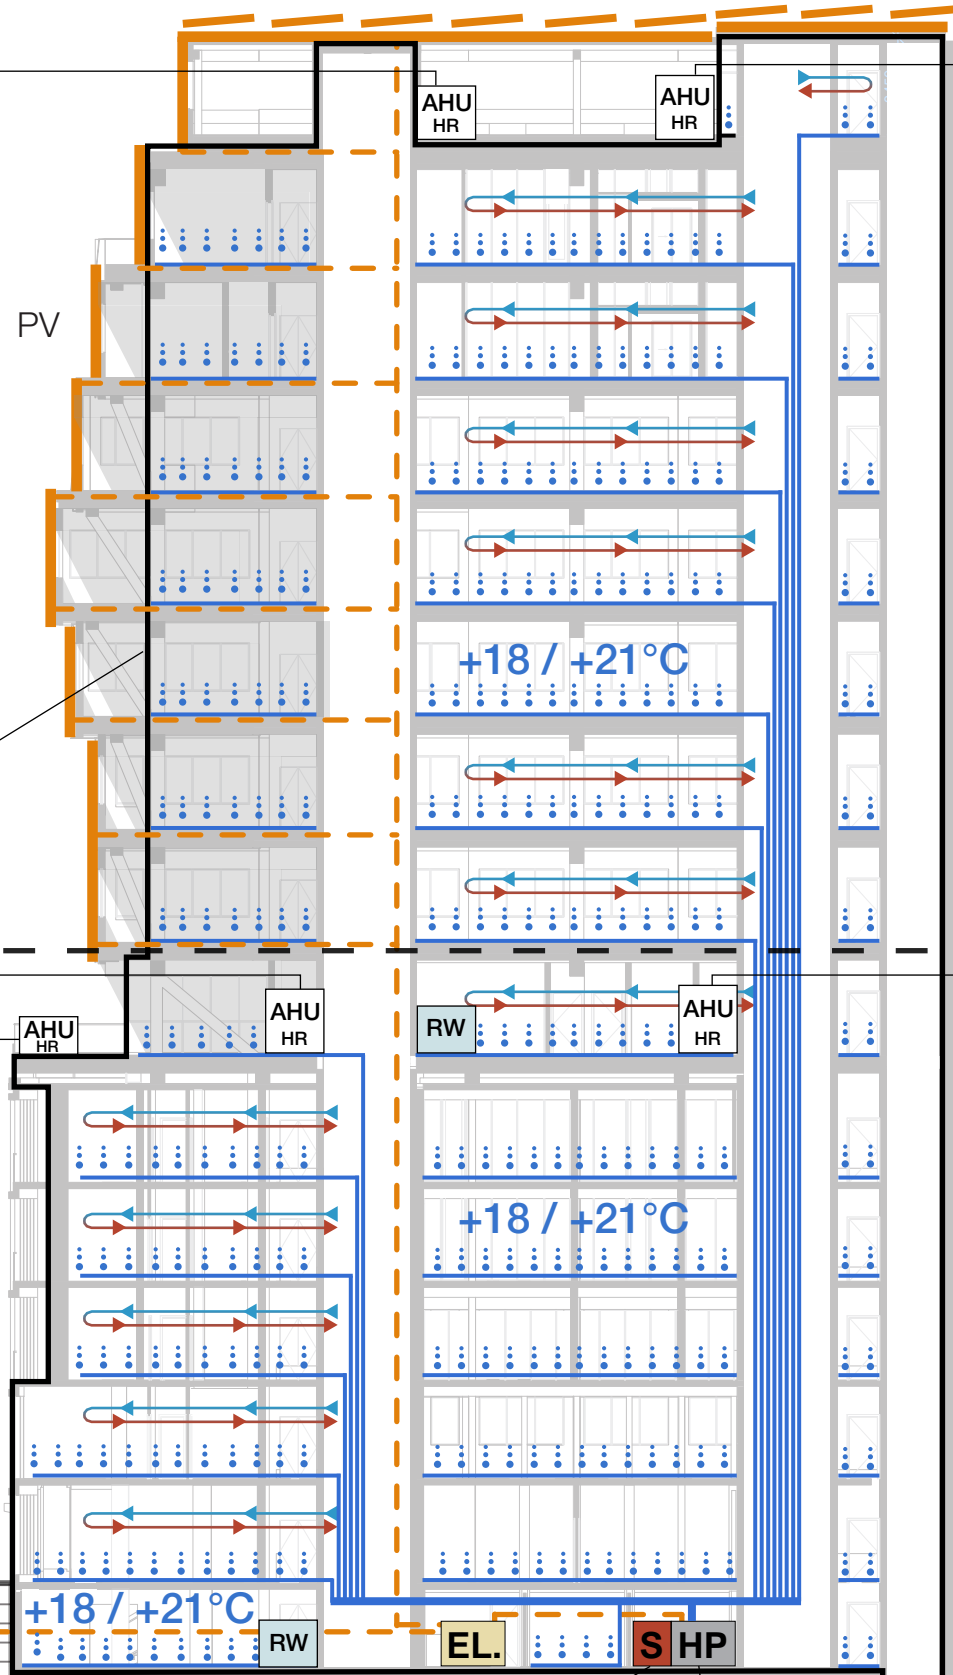 AHU
HR
AHU
HR
PV
+18 / +21°C
AHU
HR
AHU
HR
RW
AHU
HR
+18 / +21°C
+18 / +21°C
RW
EL.
S
HP